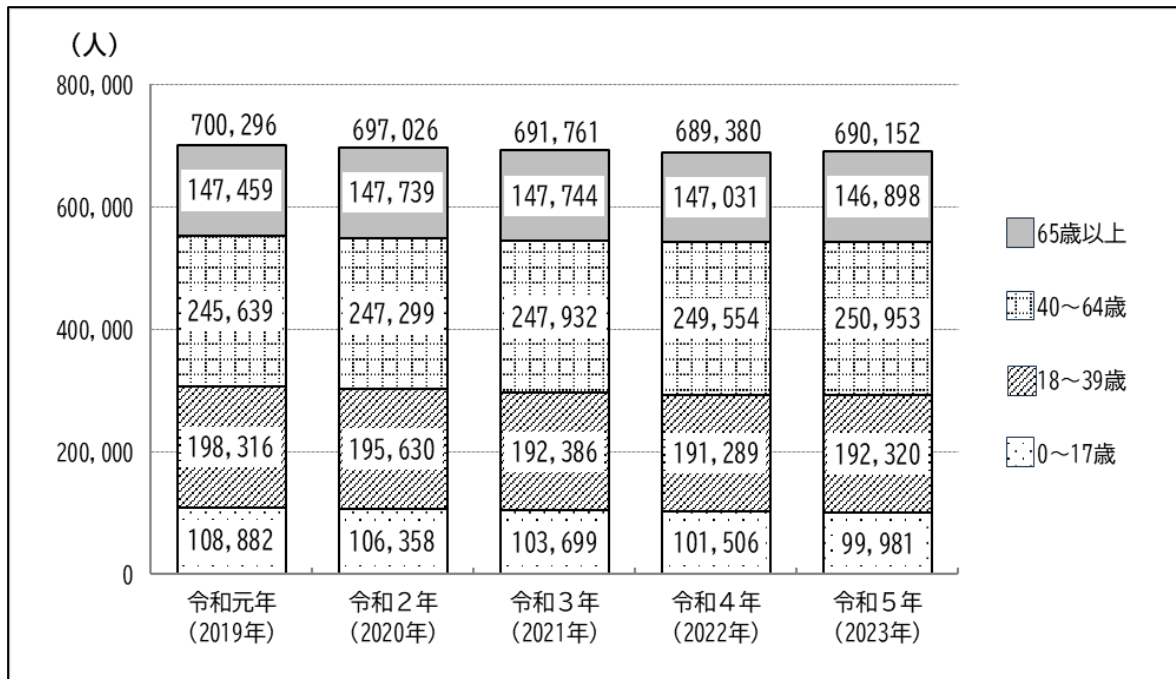 （人）
800,000
700,296 697,026 691,761 689,380 690,152
147,459 147,739 147,744 147,031 146,898
600,000
65歳以上
245,639 247,299 247,932 249,554 250,953
40～64歳
400,000
18～39歳
198,316 195,630 192,386 191,289 192,320
200,000
0～17歳
108,882 106,358 103,699 101,506 99,981
0
令和元年 令和２年 令和３年 令和４年 令和５年
(2019年) (2020年) (2021年) (2022年) (2023年)